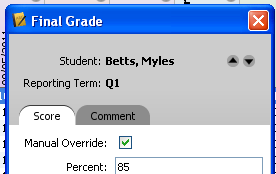 Final Grade
Student: Betts, Myles
Reporting Term: Q1
Score Comment
Manual Override:
Percent: 85